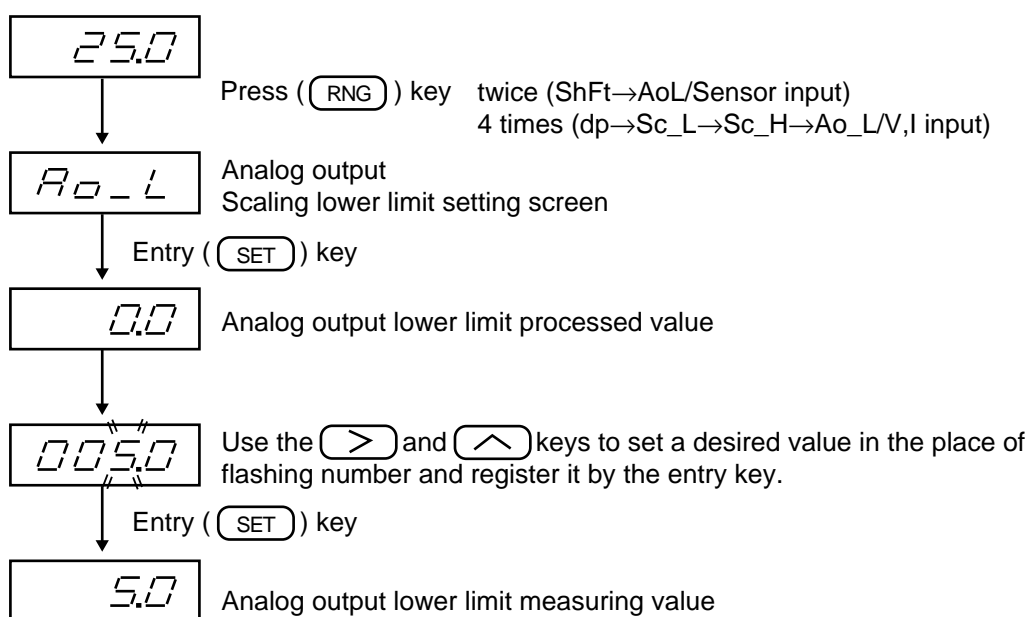 25.0
Press ( RNG ) key twice (ShFt→AoL/Sensor input)
4 times (dp→Sc_L→Sc_H→Ao_L/V,I input)
Ao_L
Analog output
Scaling lower limit setting screen
Entry ( SET ) key
0.0
Analog output lower limit processed value
005.0
Use the > and ︿ keys to set a desired value in the place of
flashing number and register it by the entry key.
Entry ( SET ) key
5.0
Analog output lower limit measuring value